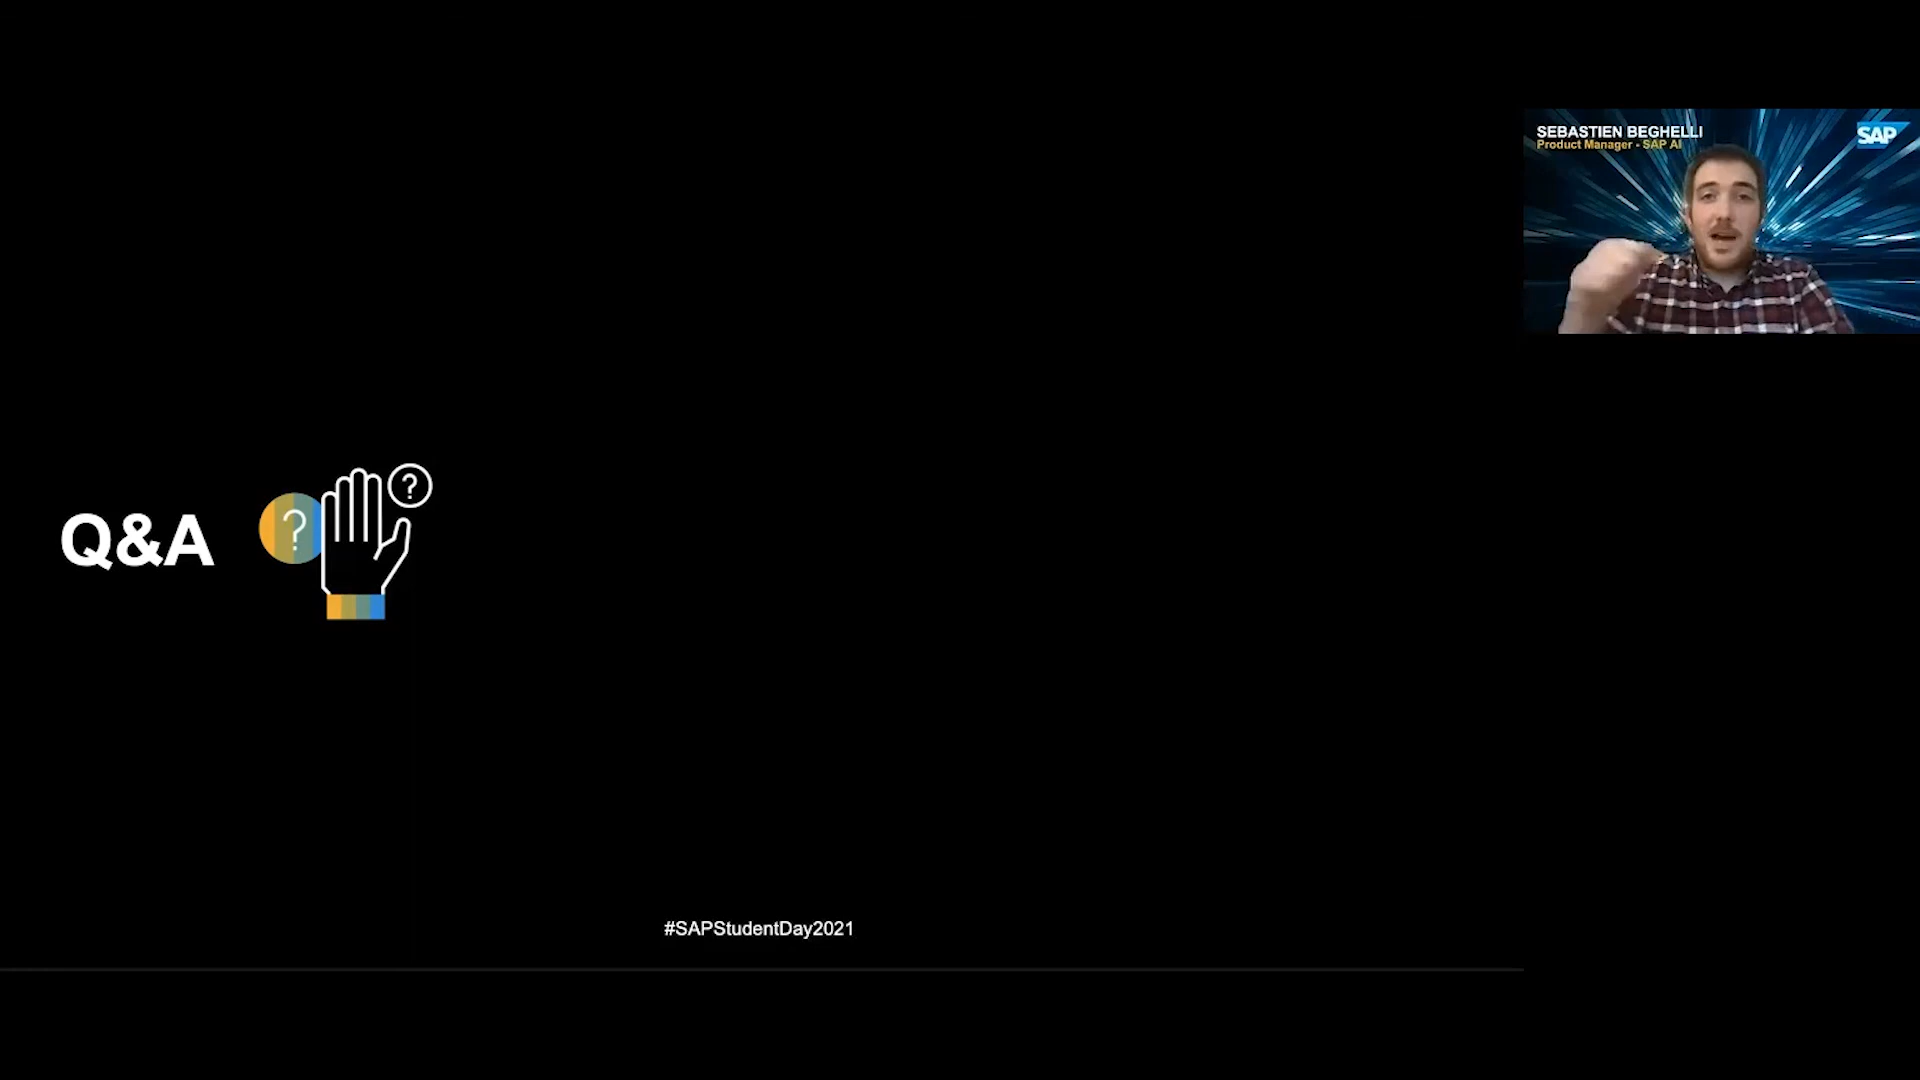 SEBASTIEN BEGHELLI
Product Manager - SAP AI
SAP
?
?
Q&A
#SAPStudentDay2021